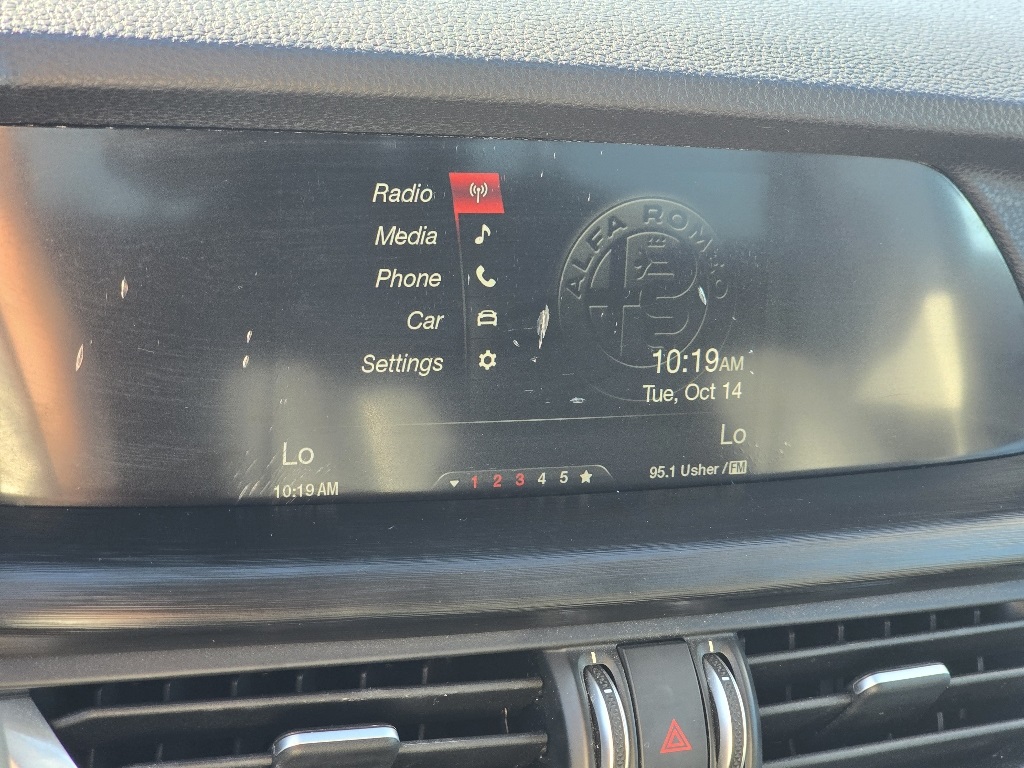 Radio
Media
Phone
Car
Settings
ALFA ROMEO
10:19AM
Tue, Oct 14
Lo
10:19 AM
1 2 3 4 5
Lo
95.1 Usher / FM